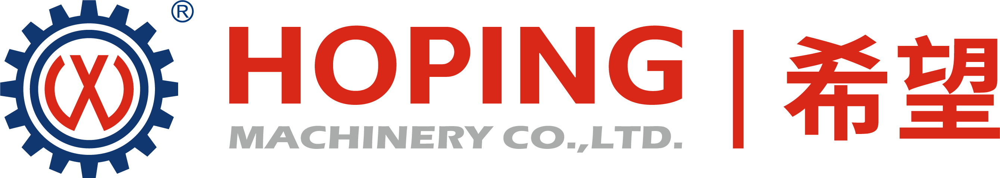 ®
HOPING
MACHINERY CO.,LTD.
希望